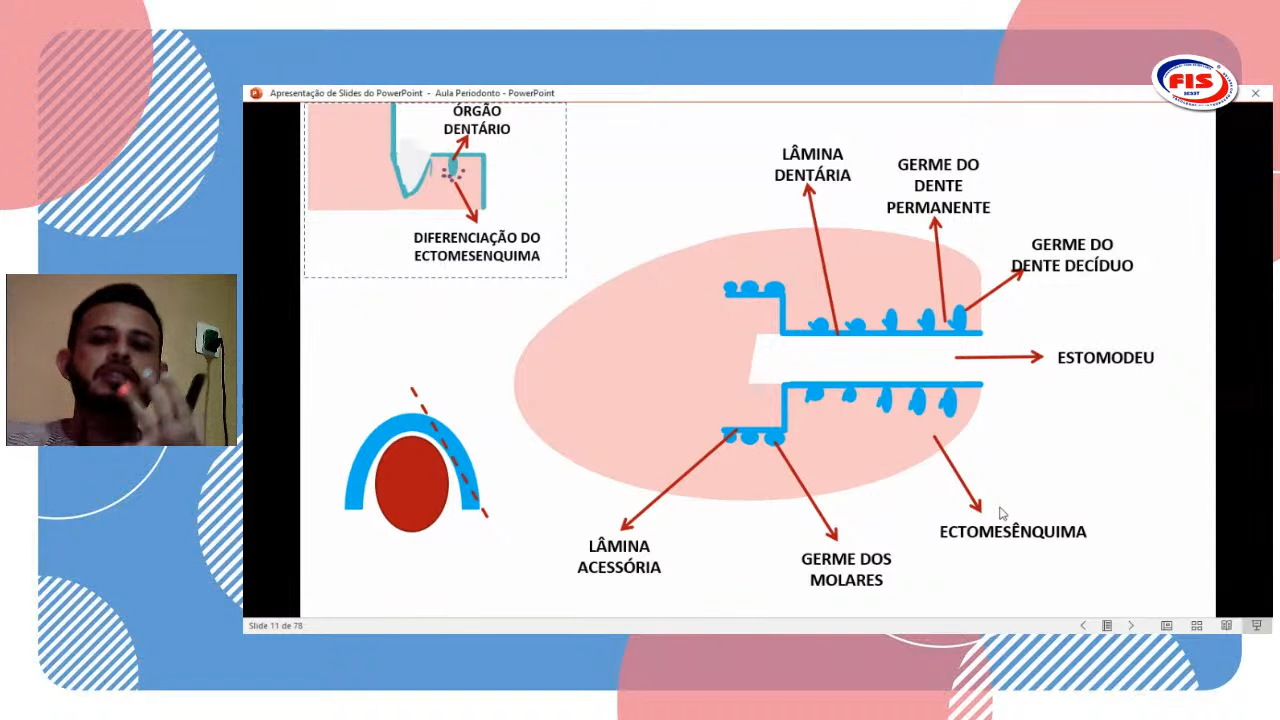 FIS
Apresentação de Slides do PowerPoint - Aula Periodonto - PowerPoint
ÓRGÃO
DENTÁRIO
DIFERENCIAÇÃO DO
ECTOMESENQUIMA
LÂMINA
DENTÁRIA
GERME DO
DENTE
PERMANENTE
GERME DO
DENTE DECÍDUO
ESTOMODEU
ECTOMESÊNQUIMA
LÂMINA
ACESSÓRIA
GERME DOS
MOLARES
Slide 11 de 78